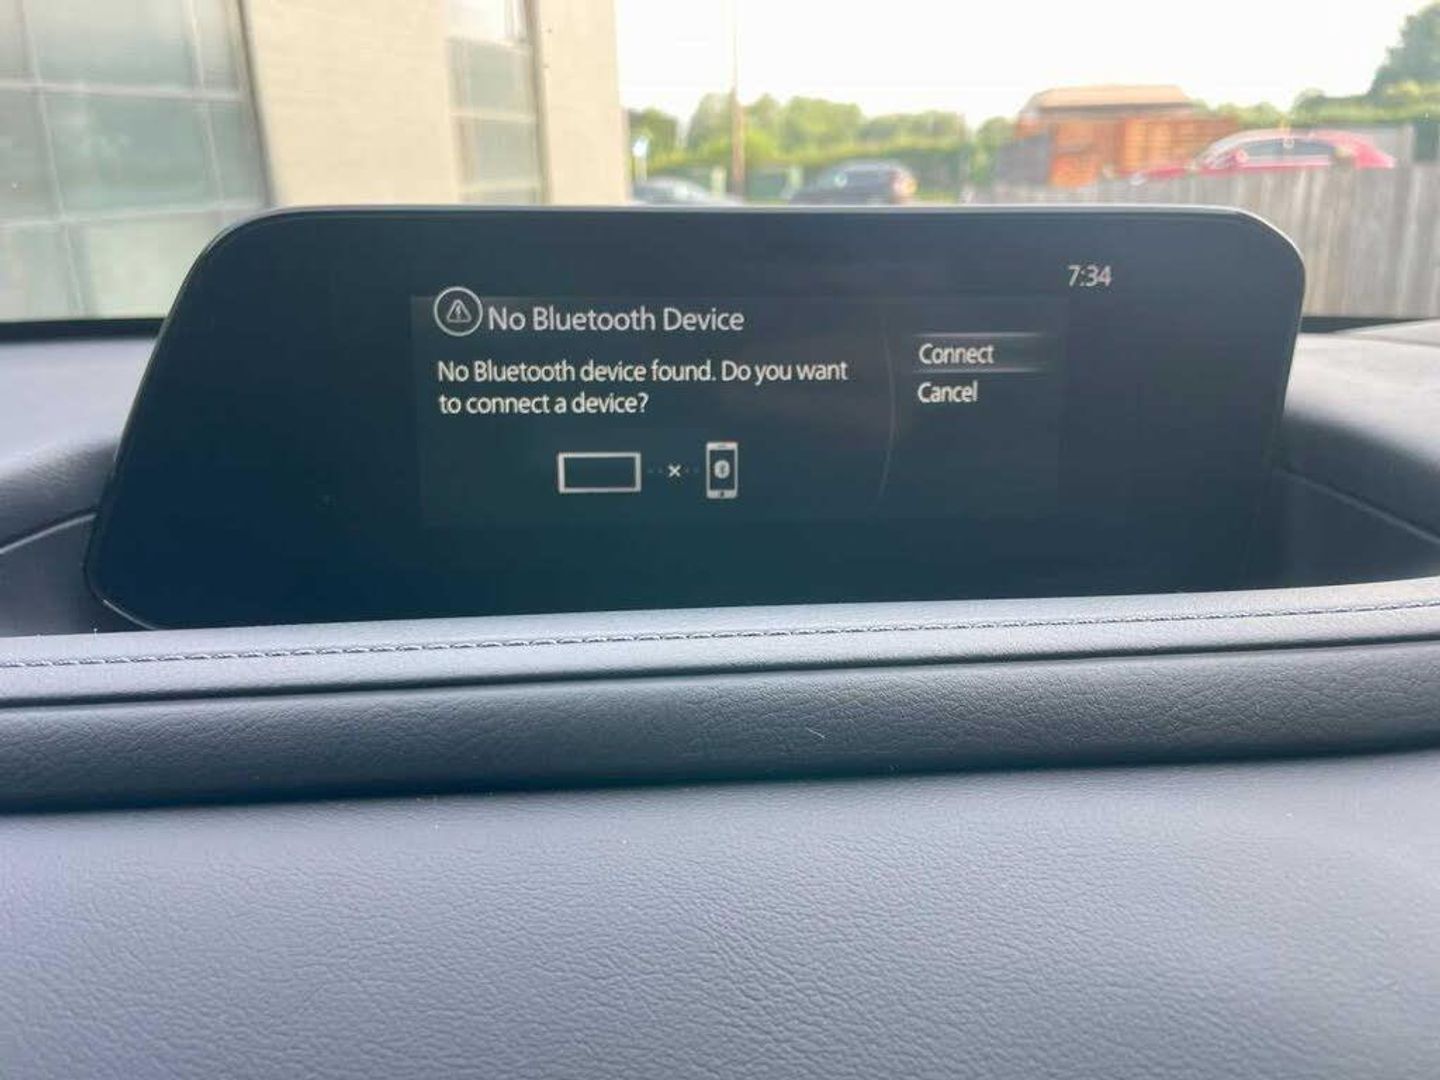 7:34
No Bluetooth Device
No Bluetooth device found. Do you want
to connect a device?
Connect
Cancel